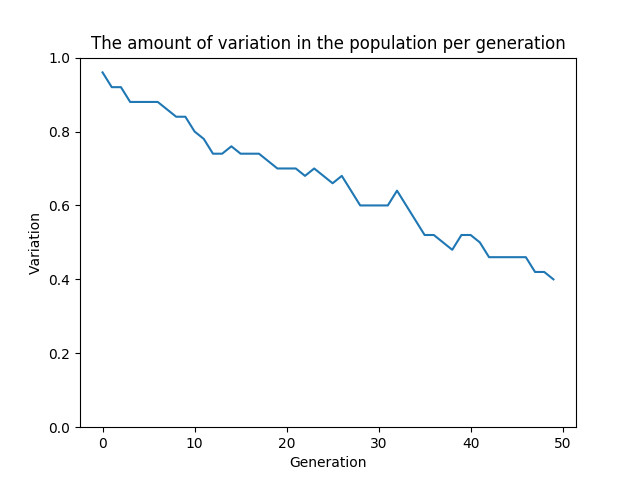 The amount of variation in the population per generation
1.0
0.8
0.6
0.4
0.2
0.0
Variation
0 10 20 30 40 50
Generation